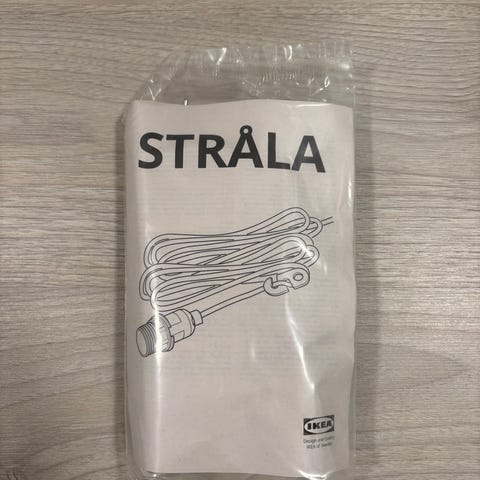 STRÅLA
IKEA
Design and Quality
IKEA of Sweden